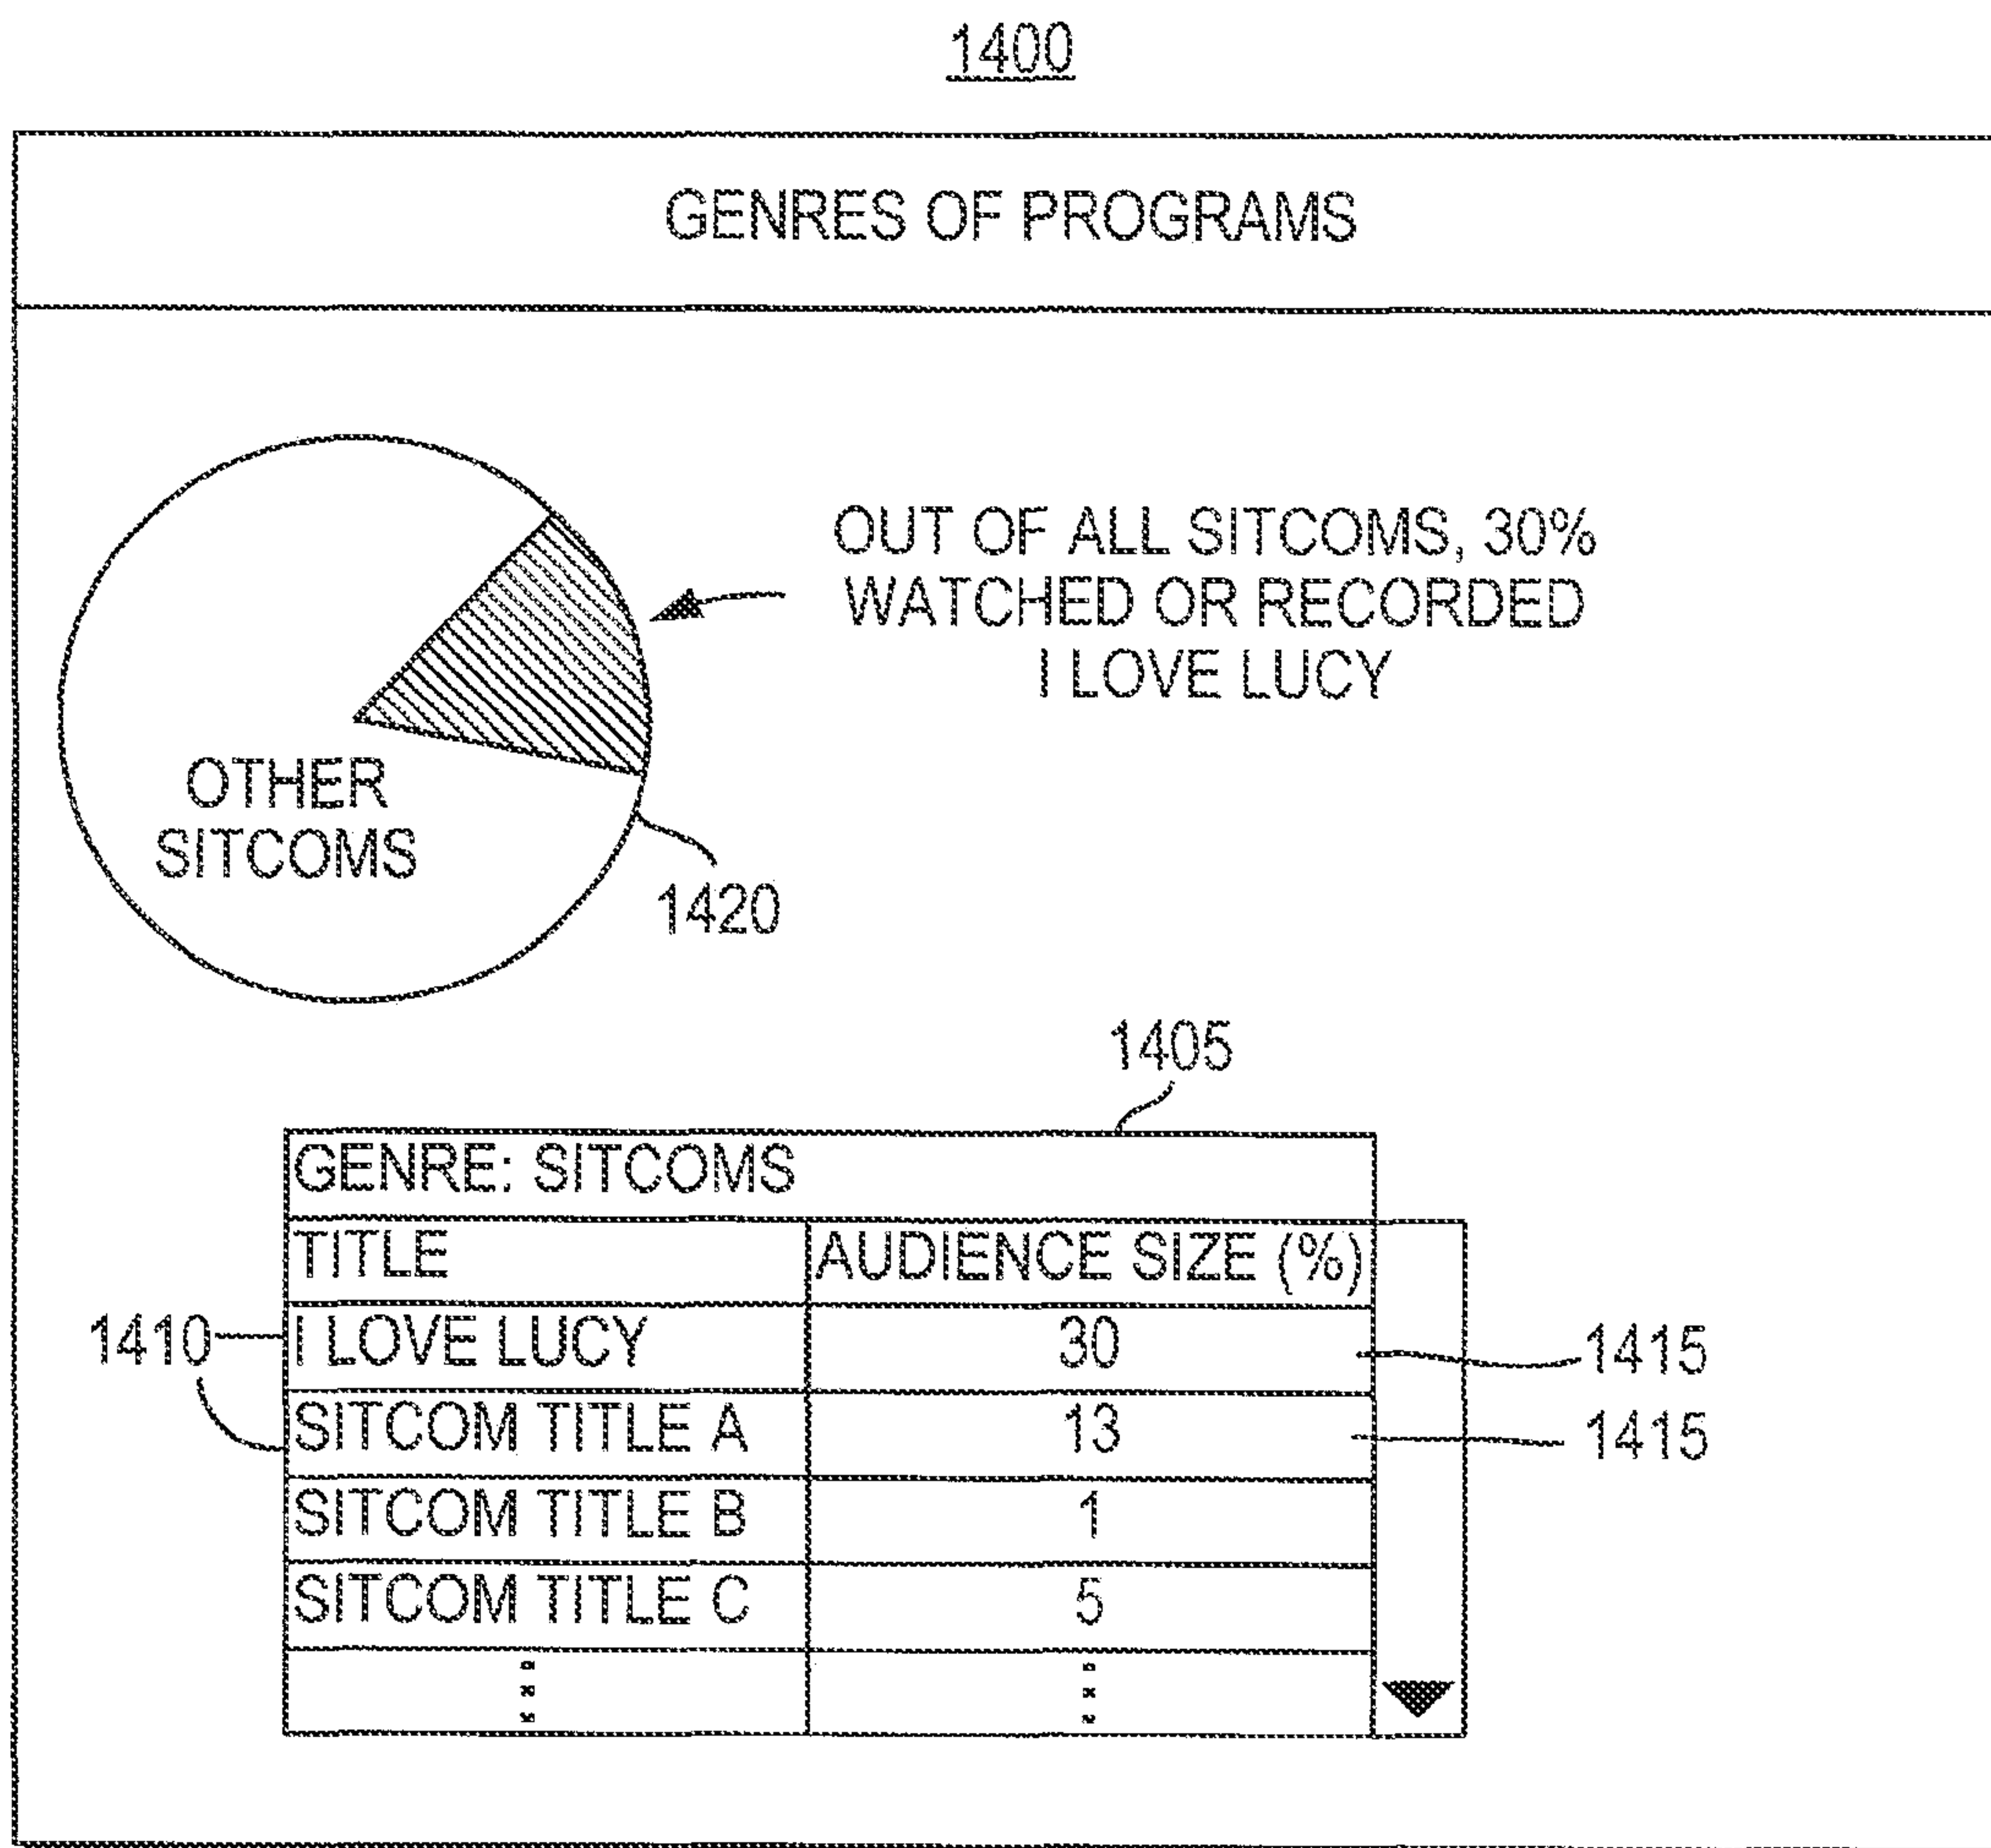 1400
GENRES OF PROGRAMS
OUT OF ALL SITCOMS, 30%
WATCHED OR RECORDED
I LOVE LUCY
OTHER
SITCOMS
1420
1405
GENRE: SITCOMS
TITLE AUDIENCE SIZE (%)
1410 I LOVE LUCY 30 1415
SITCOM TITLE A 13 1415
SITCOM TITLE B 1
SITCOM TITLE C 5